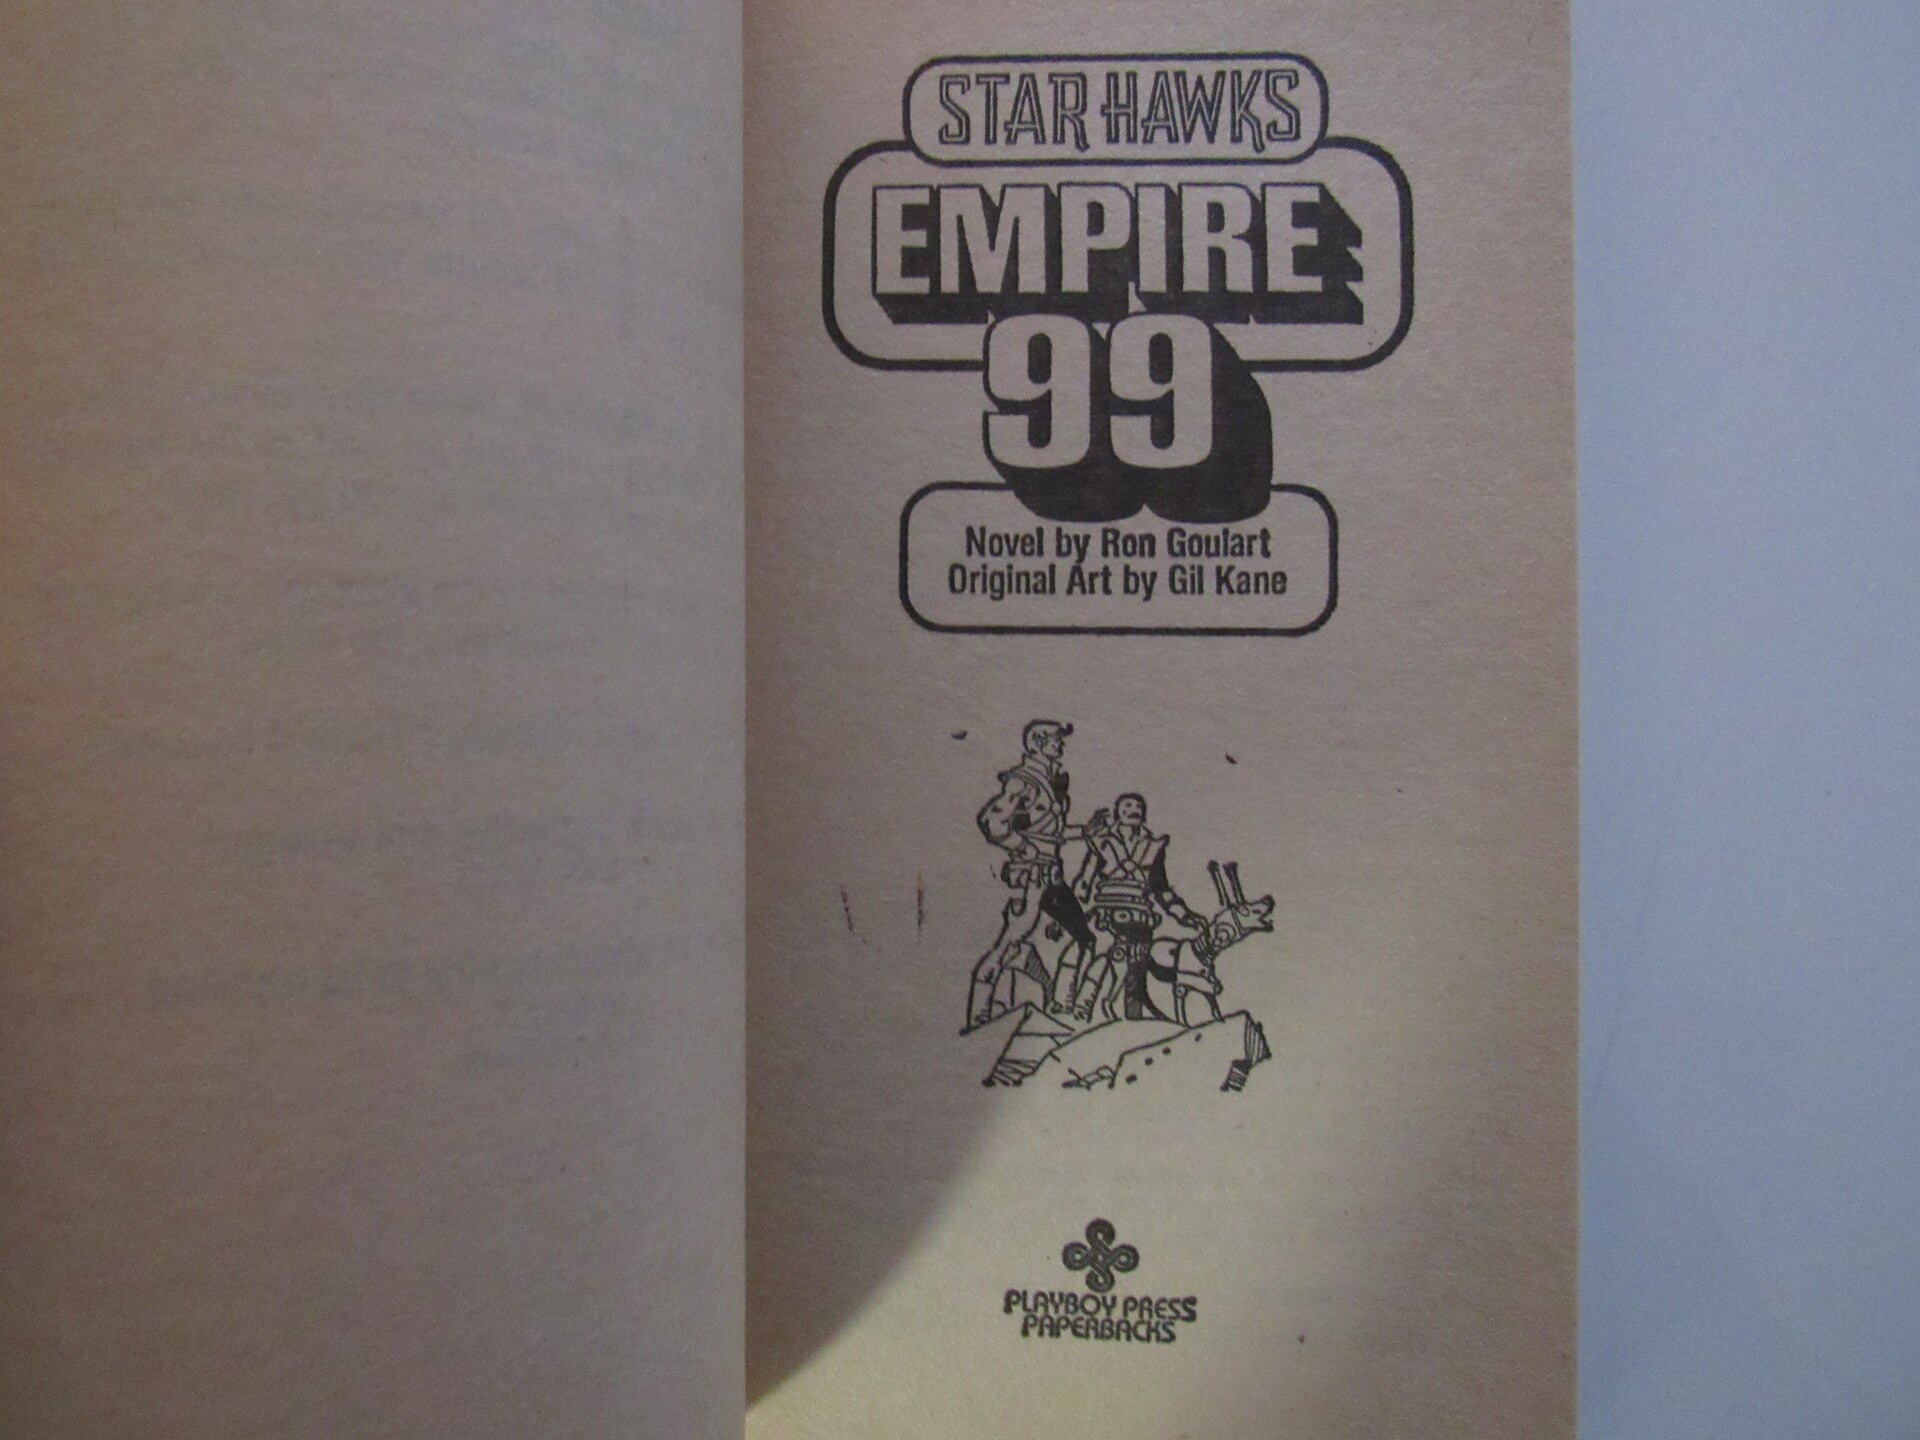 STAR HAWKS
EMPIRE
99
Novel by Ron Goulart
Original Art by Gil Kane
PLAYBOY PRESS
PAPERBACKS